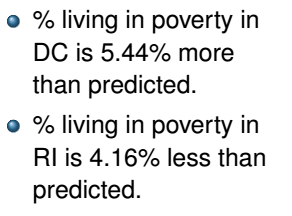 % living in poverty in
DC is 5.44% more
than predicted.
% living in poverty in
RI is 4.16% less than
predicted.